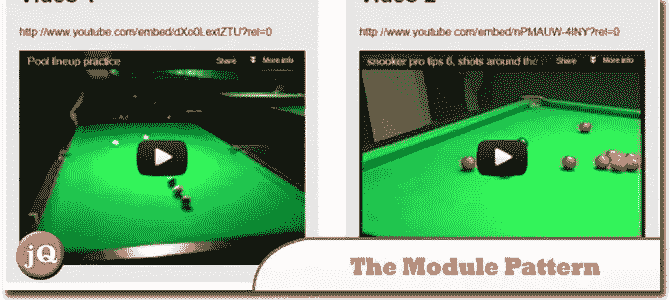 Video 1
Video 2
http://www.youtube.com/embed/dXo0LextZTU?rel=0
http://www.youtube.com/embed/nPMAUW-4INY?rel=0
Pool lineup practice
Share
More info
snooker pro tips 6, shots around the
Share
More info
jQ
The Module Pattern